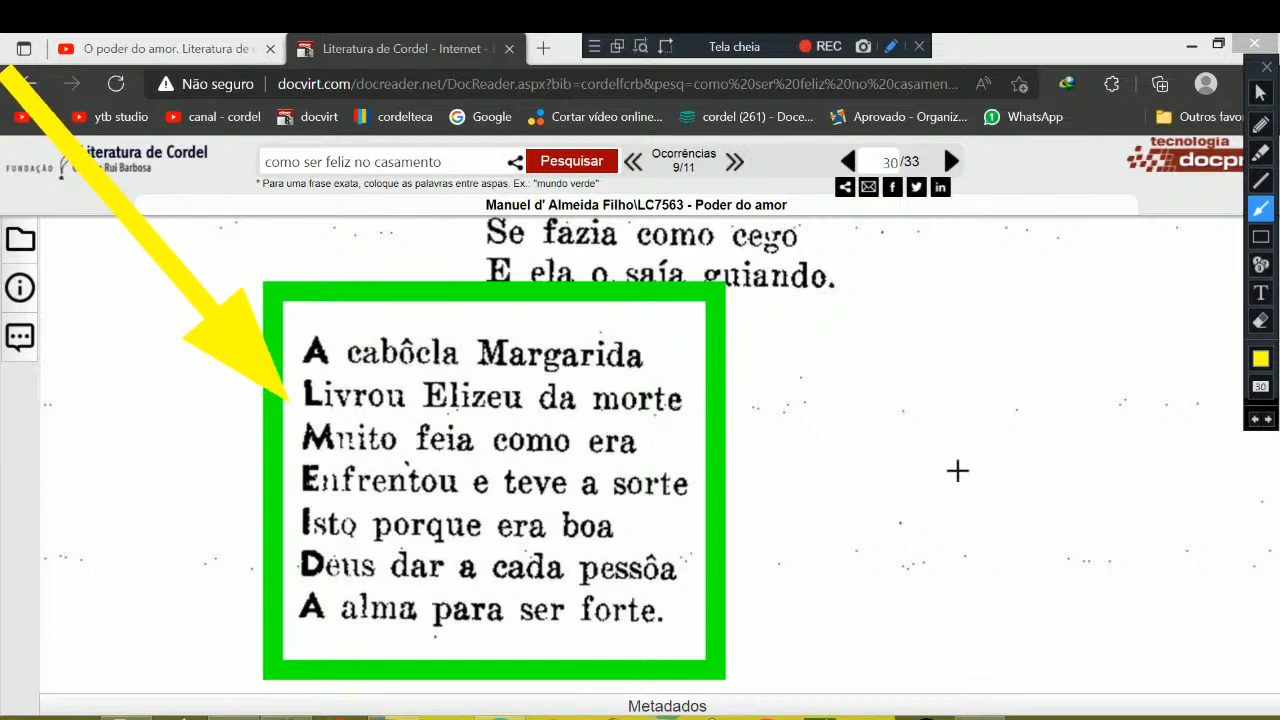 O poder do amor. Literatura de
Literatura de Cordel - Internet -
Tela cheia
REC
Não seguro
docvirt.com/docreader.net/DocReader.aspx?bib=cordelfcrb&pesq=como%20ser%20feliz%20no%20casamen...
ytb studio
canal - cordel
docvirt
cordelteca
Google
Cortar vídeo online...
cordel (261) - Doce...
Aprovado - Organiz...
WhatsApp
Outros favor
Literatura de Cordel
FUNDAÇÃO
Rui Barbosa
como ser feliz no casamento
Pesquisar
* Para uma frase exata, coloque as palavras entre aspas. Ex.: "mundo verde"
Ocorrências
9/11
30 /33
tecnologia
docpr
Manuel d' Almeida Filho\LC7563 - Poder do amor
Se fazia como cego
E ela o saía guiando.
A cabôcla Margarida
Livrou Elizeu da morte
Muito feia como era
Enfrentou e teve a sorte
Isto porque era boa
Deus dar a cada pessôa
A alma para ser forte.
T
30
Metadados